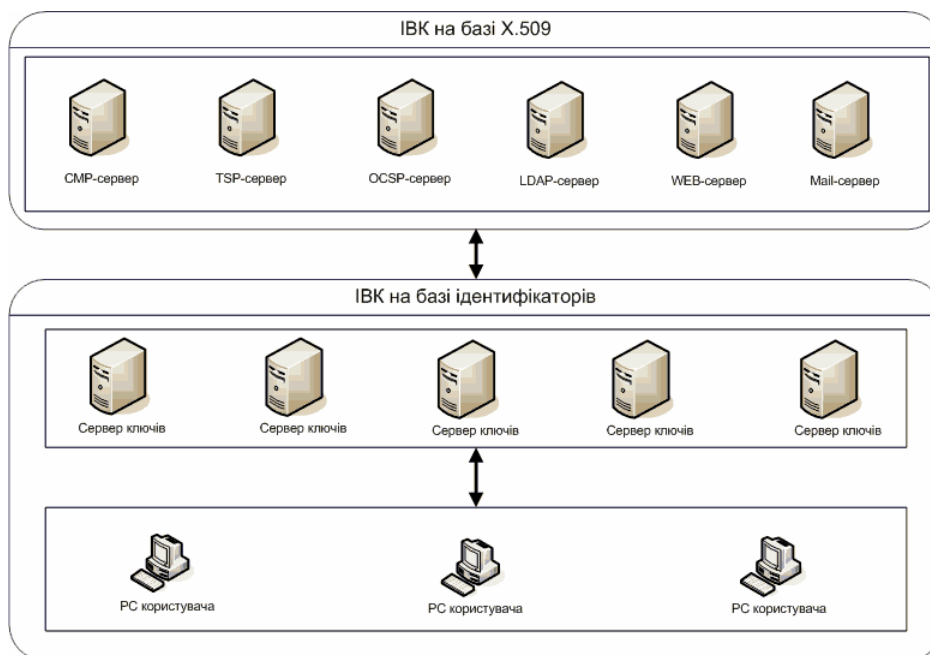 ІВК на базі X.509
CMP-сервер
TSP-сервер
OCSP-сервер
LDAP-сервер
WEB-сервер
Mail-сервер
ІВК на базі ідентифікаторів
Сервер ключів
Сервер ключів
Сервер ключів
Сервер ключів
Сервер ключів
PC користувача
PC користувача
PC користувача